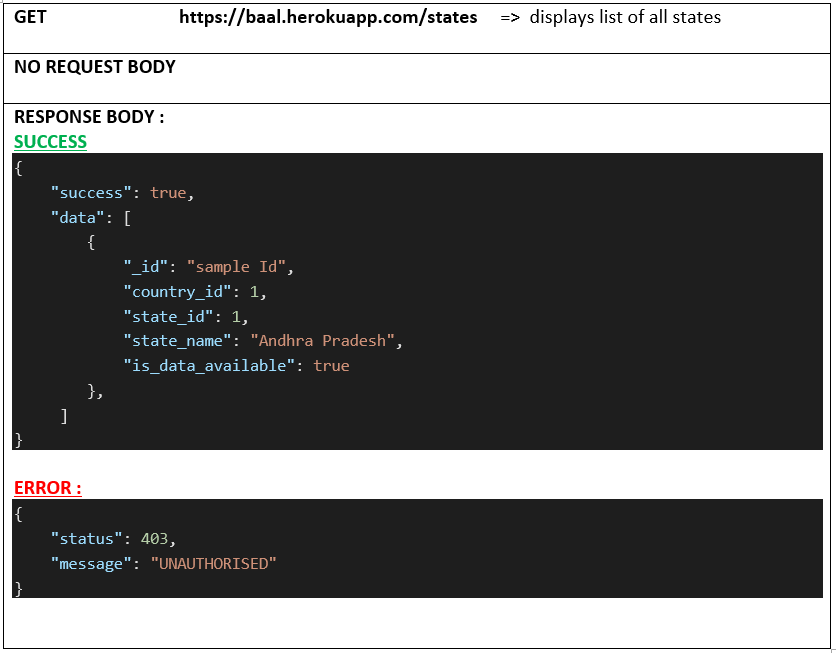 GET https://baal.herokuapp.com/states => displays list of all states
NO REQUEST BODY
RESPONSE BODY :
SUCCESS
{
    "success": true,
    "data": [
        {
            "_id": "sample Id",
            "country_id": 1,
            "state_id": 1,
            "state_name": "Andhra Pradesh",
            "is_data_available": true
        },
     ]
}
ERROR :
{
    "status": 403,
    "message": "UNAUTHORISED"
}